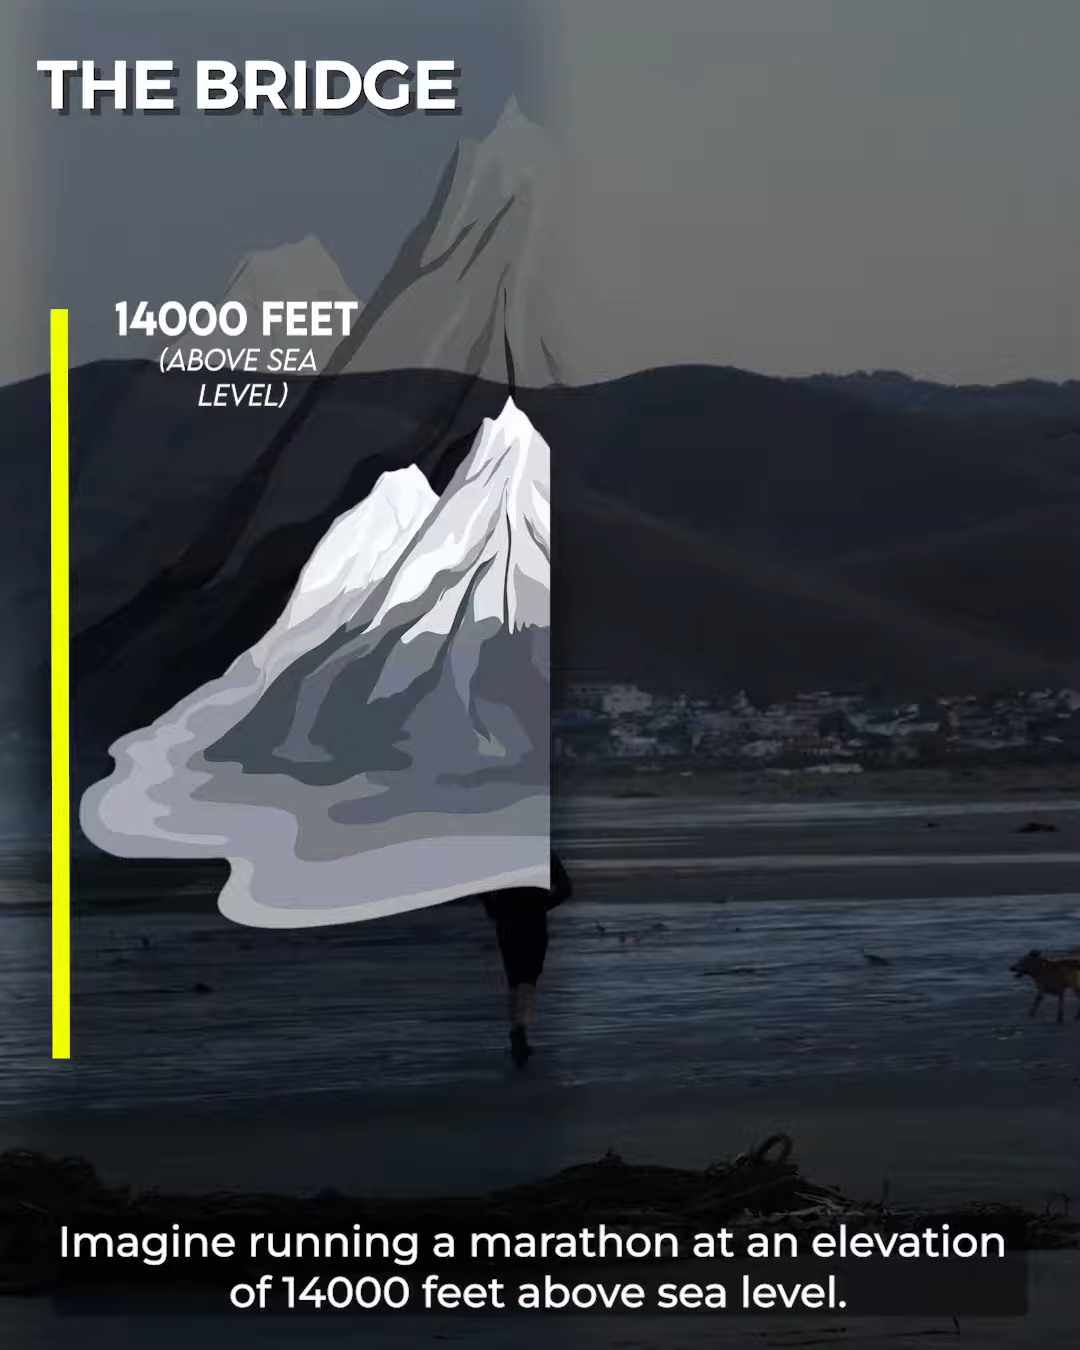 THE BRIDGE
14000 FEET
(ABOVE SEA
LEVEL)
Imagine running a marathon at an elevation
of 14000 feet above sea level.